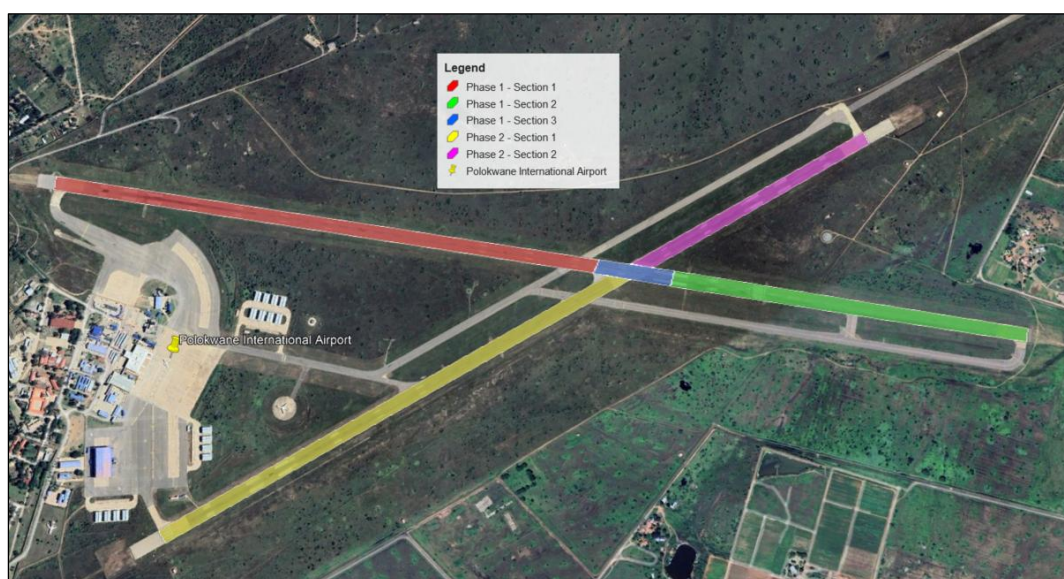 Legend
Phase 1 - Section 1
Phase 1 - Section 2
Phase 1 - Section 3
Phase 2 - Section 1
Phase 2 - Section 2
Polokwane International Airport
Polokwane International Airport